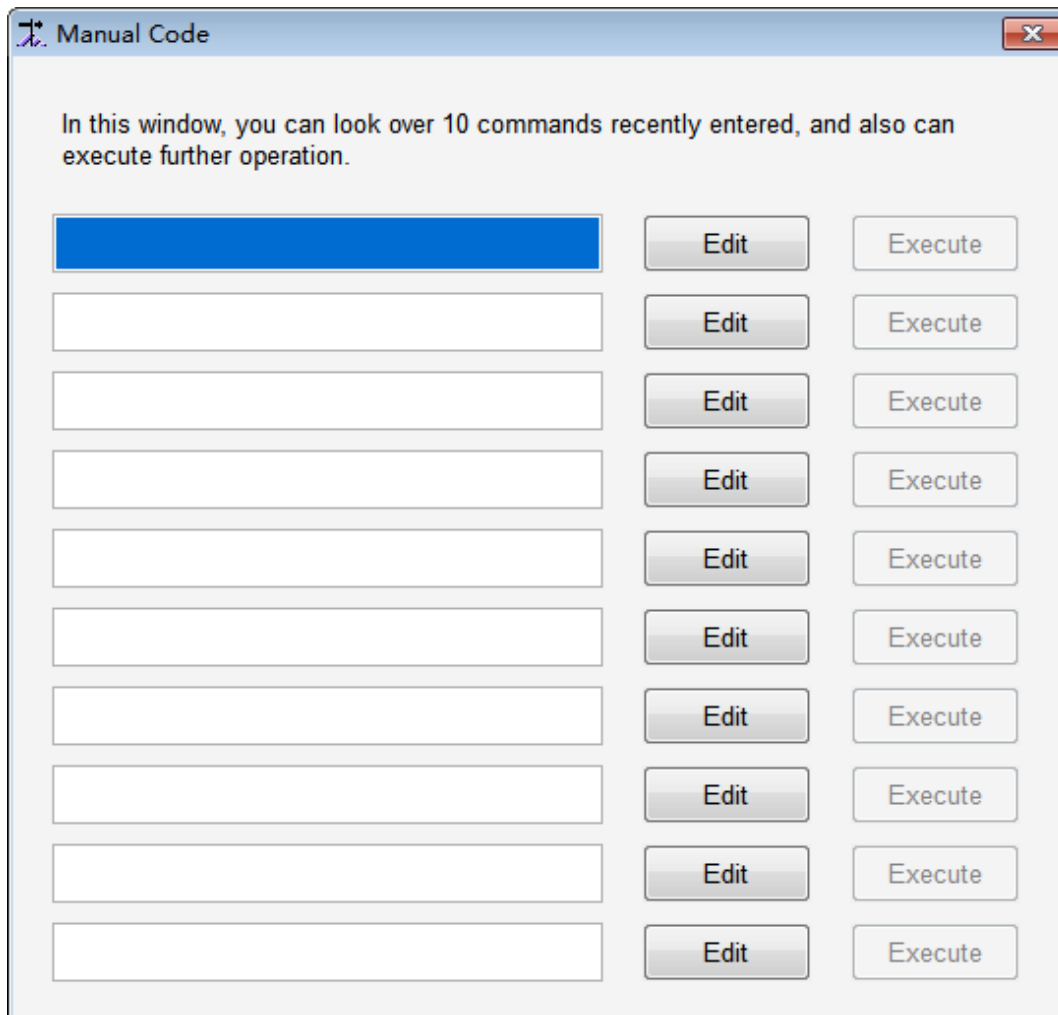 Manual Code
In this window, you can look over 10 commands recently entered, and also can
execute further operation.
Edit Execute
Edit Execute
Edit Execute
Edit Execute
Edit Execute
Edit Execute
Edit Execute
Edit Execute
Edit Execute
Edit Execute